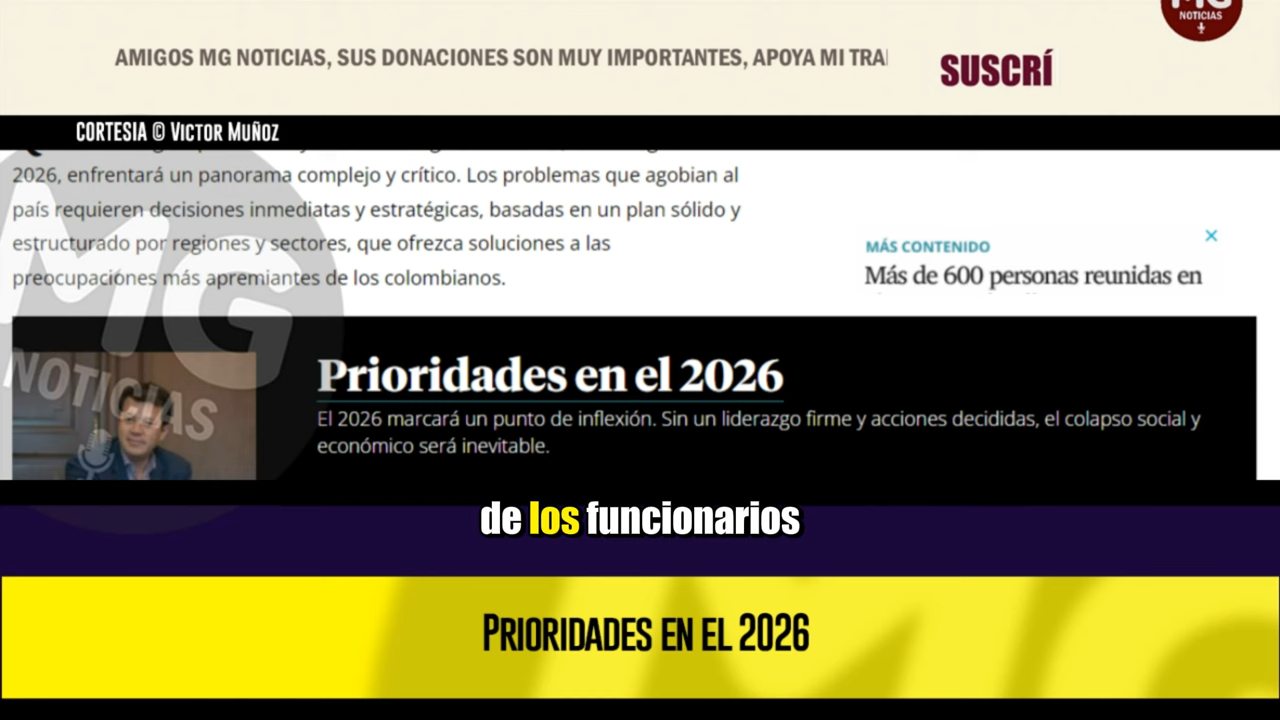 MG
NOTICIAS
AMIGOS MG NOTICIAS, SUS DONACIONES SON MUY IMPORTANTES, APOYA MI
SUSCRÍ
CORTESIA © VICTOR MUÑOZ
2026, enfrentará un panorama complejo y crítico. Los problemas que agobian al
país requieren decisiones inmediatas y estratégicas, basadas en un plan sólido y
estructurado por regiones y sectores, que ofrezca soluciones a las
preocupaciones más apremiantes de los colombianos.
MÁS CONTENIDO
Más de 600 personas reunidas en
MG
NOTICIAS
Prioridades en el 2026
El 2026 marcará un punto de inflexión. Sin un liderazgo firme y acciones decididas, el colapso social y
económico será inevitable.
de los funcionarios
PRIORIDADES EN EL 2026